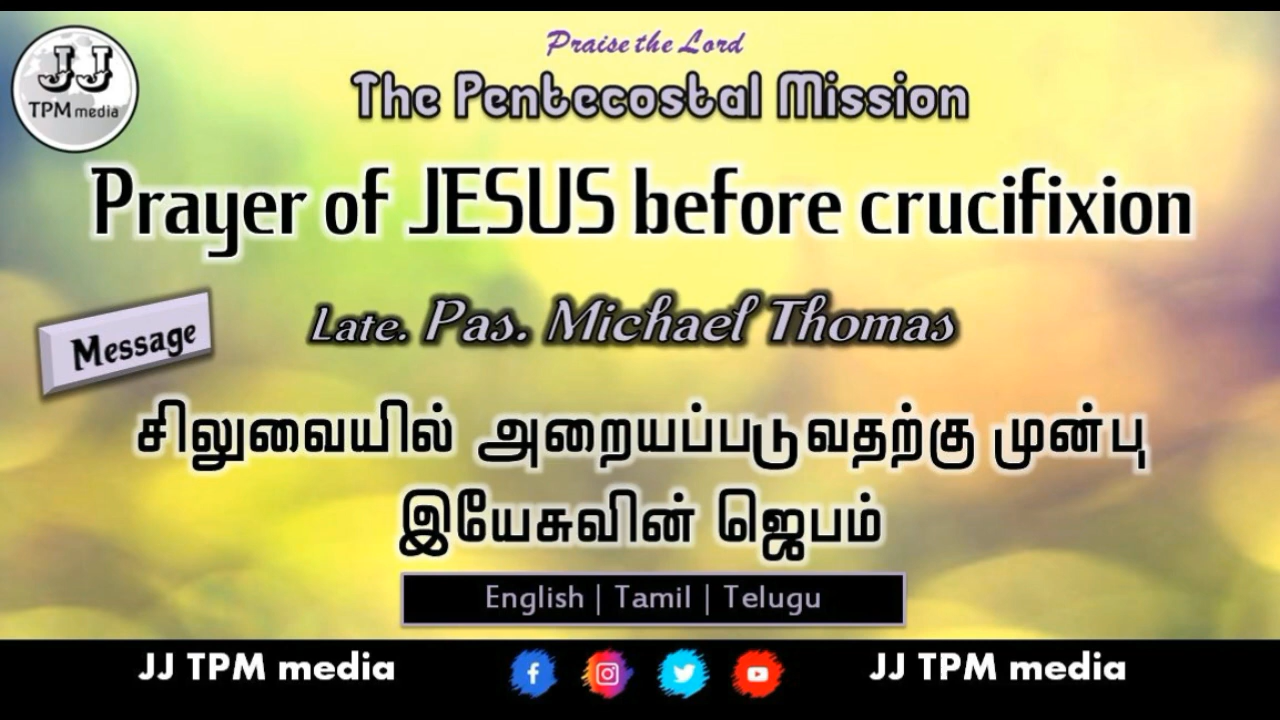 Praise the Lord
JJ
TPM media
The Pentecostal Mission
Prayer of JESUS before crucifixion
Late. Pas. Michael Thomas
Message
சிலுவையில் அறையப்படுவதற்கு முன்பு
இயேசுவின் ஜெபம்
English | Tamil | Telugu
JJ TPM media
JJ TPM media